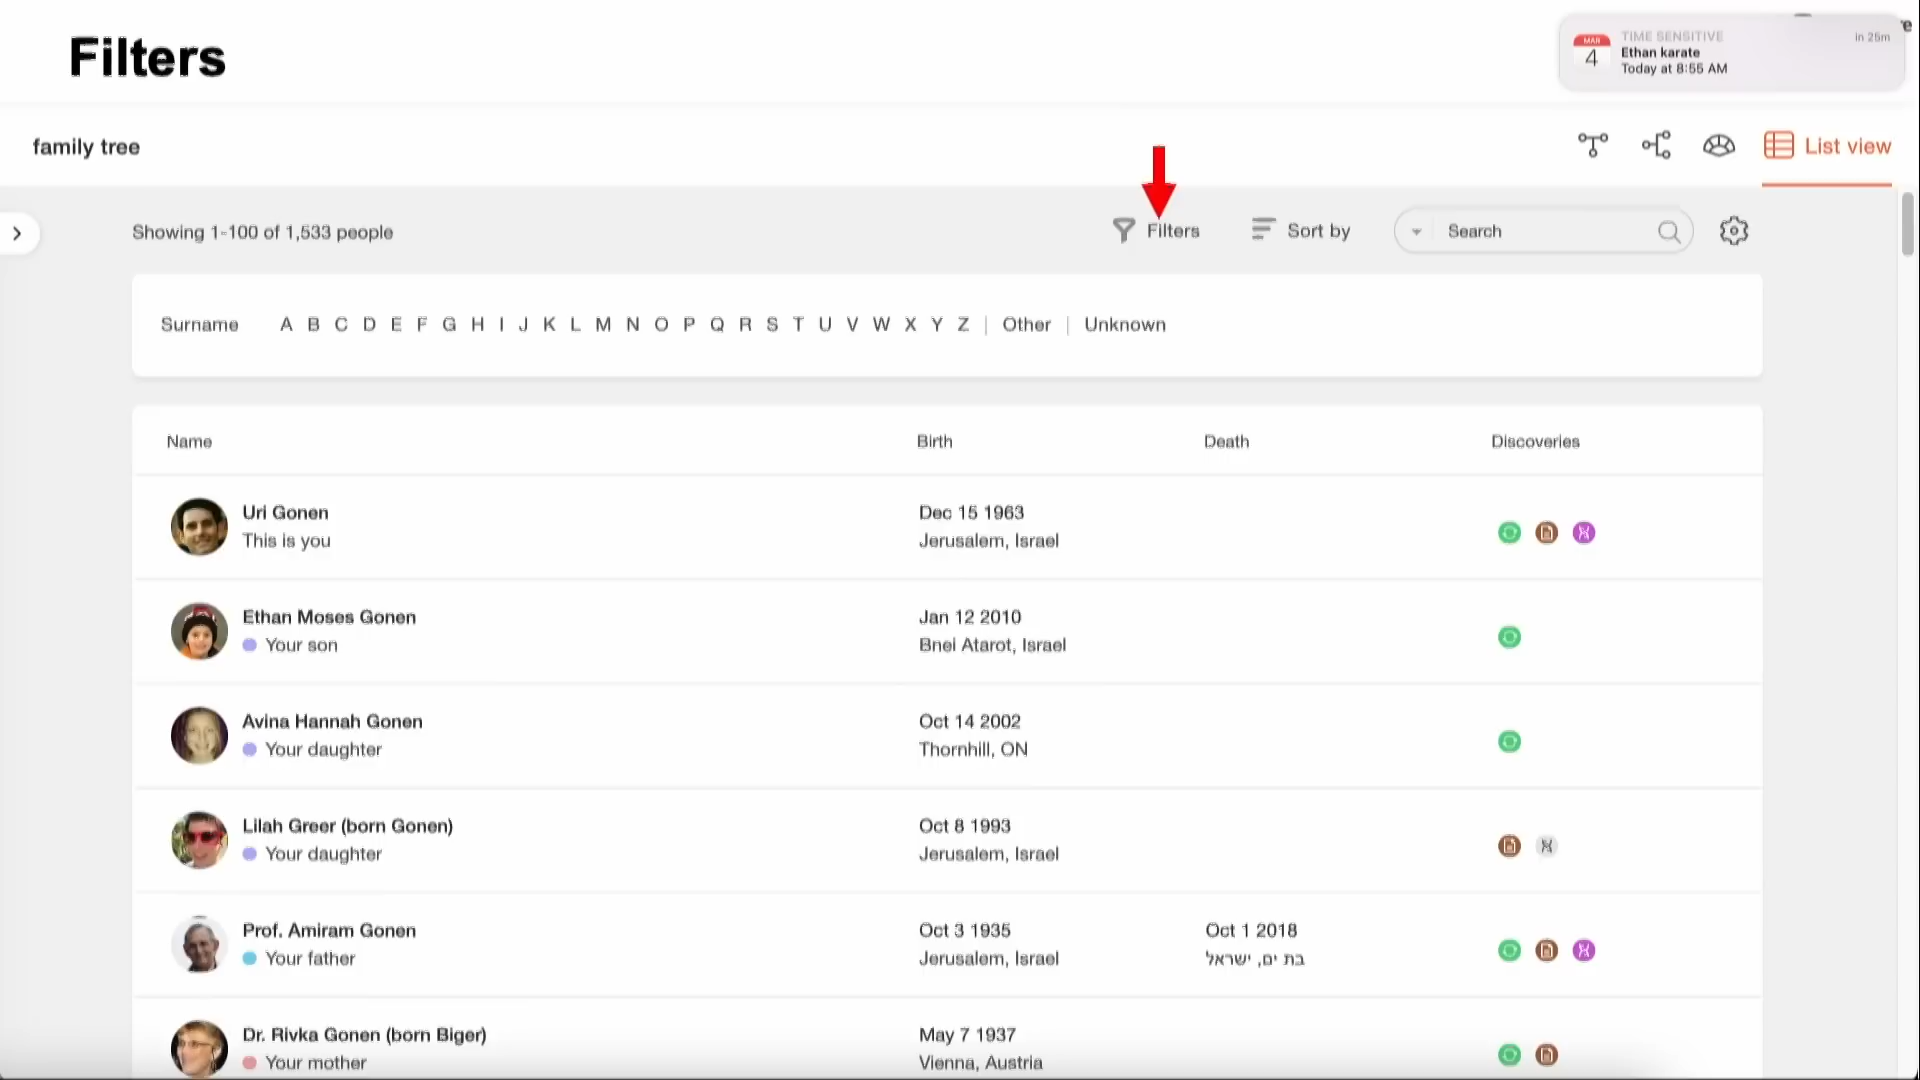 Filters
MAR
4
TIME SENSITIVE
in 25m
Ethan karate
Today at 8:55 AM
family tree
List view
Showing 1-100 of 1,533 people
Filters
Sort by
Search
Surname A B C D E F G H I J K L M N O P Q R S T U V W X Y Z | Other | Unknown
Name Birth Death Discoveries
Uri Gonen Dec 15 1963
This is you Jerusalem, Israel
Ethan Moses Gonen Jan 12 2010
Your son Bnei Atarot, Israel
Avina Hannah Gonen Oct 14 2002
Your daughter Thornhill, ON
Lilah Greer (born Gonen) Oct 8 1993
Your daughter Jerusalem, Israel
Prof. Amiram Gonen Oct 3 1935 Oct 1 2018
Your father Jerusalem, Israel בת ים, ישראל
Dr. Rivka Gonen (born Biger) May 7 1937
Your mother Vienna, Austria